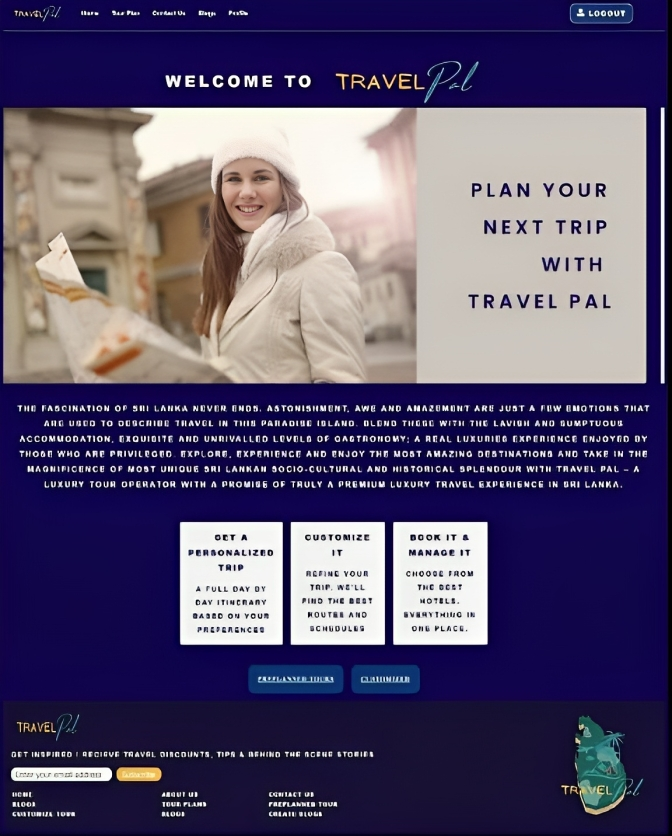 TRAVEL Pal Home Contact Us Blogs LOGOUT
WELCOME TO TRAVEL Pal
PLAN YOUR
NEXT TRIP
WITH
TRAVEL PAL
THE FASCINATION OF SRI LANKA NEVER ENDS. ASTONISHMENT, AWE AND AMAZEMENT ARE JUST A FEW EMOTIONS THAT
ARE USED TO DESCRIBE TRAVEL IN THIS PARADISE ISLAND. BLEND THESE WITH THE LAVISH AND SUMPTUOUS
ACCOMMODATION, EXQUISITE AND UNRIVALLED LEVELS OF GASTRONOMY; A REAL LUXURIES EXPERIENCE ENJOYED BY
THOSE WHO ARE PRIVILEGED. EXPLORE, EXPERIENCE AND ENJOY THE MOST AMAZING DESTINATIONS AND TAKE IN THE
MAGNIFICENCE OF MOST UNIQUE SRI LANKAN SOCIO-CULTURAL AND HISTORICAL SPLENDOUR WITH TRAVEL PAL – A
LUXURY TOUR OPERATOR WITH A PROMISE OF TRULY A PREMIUM LUXURY TRAVEL EXPERIENCE IN SRI LANKA.
GET A
PERSONALIZED
TRIP
A FULL DAY BY
DAY ITINERARY
BASED ON YOUR
PREFERENCES
CUSTOMIZE
IT
REFINE YOUR
TRIP. WE'LL
FIND THE BEST
ROUTES AND
SCHEDULES
BOOK IT &
MANAGE IT
CHOOSE FROM
THE BEST
HOTELS.
EVERYTHING IN
ONE PLACE.
PREPLANNED TOURS CUSTOMIZED
TRAVEL Pal
GET INSPIRED ! RECIEVE TRAVEL DISCOUNTS, TIPS & BEHIND THE SCENE STORIES
Enter your email address Subscribe
HOME ABOUT US CONTACT US
BLOGS TOUR PLANS PREPLANNED TOUR
CUSTOMIZE TOUR BLOGS CREATE BLOGS
TRAVEL Pal